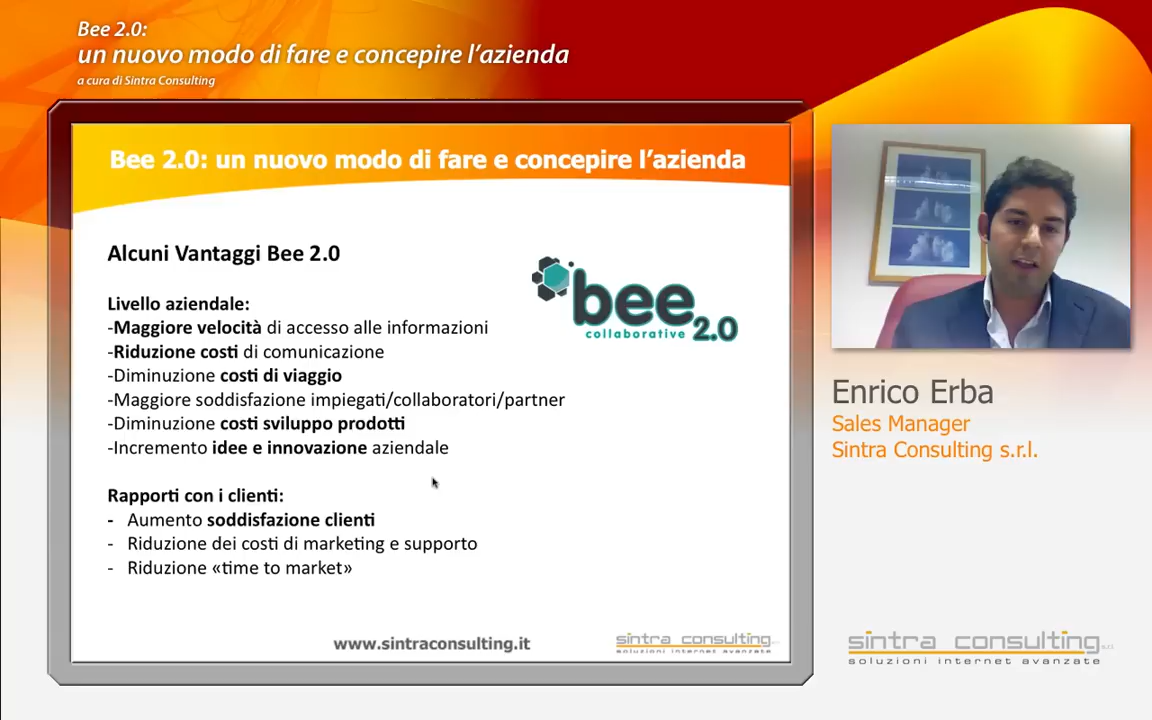 Bee 2.0:
un nuovo modo di fare e concepire l'azienda
a cura di Sintra Consulting
Bee 2.0: un nuovo modo di fare e concepire l'azienda
Alcuni Vantaggi Bee 2.0
bee 2.0
collaborative
Livello aziendale:
-Maggiore velocità di accesso alle informazioni
-Riduzione costi di comunicazione
-Diminuzione costi di viaggio
-Maggiore soddisfazione impiegati/collaboratori/partner
-Diminuzione costi sviluppo prodotti
-Incremento idee e innovazione aziendale
Rapporti con i clienti:
- Aumento soddisfazione clienti
- Riduzione dei costi di marketing e supporto
- Riduzione «time to market»
www.sintraconsulting.it
sintra consulting
soluzioni internet avanzate
Enrico Erba
Sales Manager
Sintra Consulting s.r.l.
sintra consulting s.r.l.
soluzioni internet avanzate